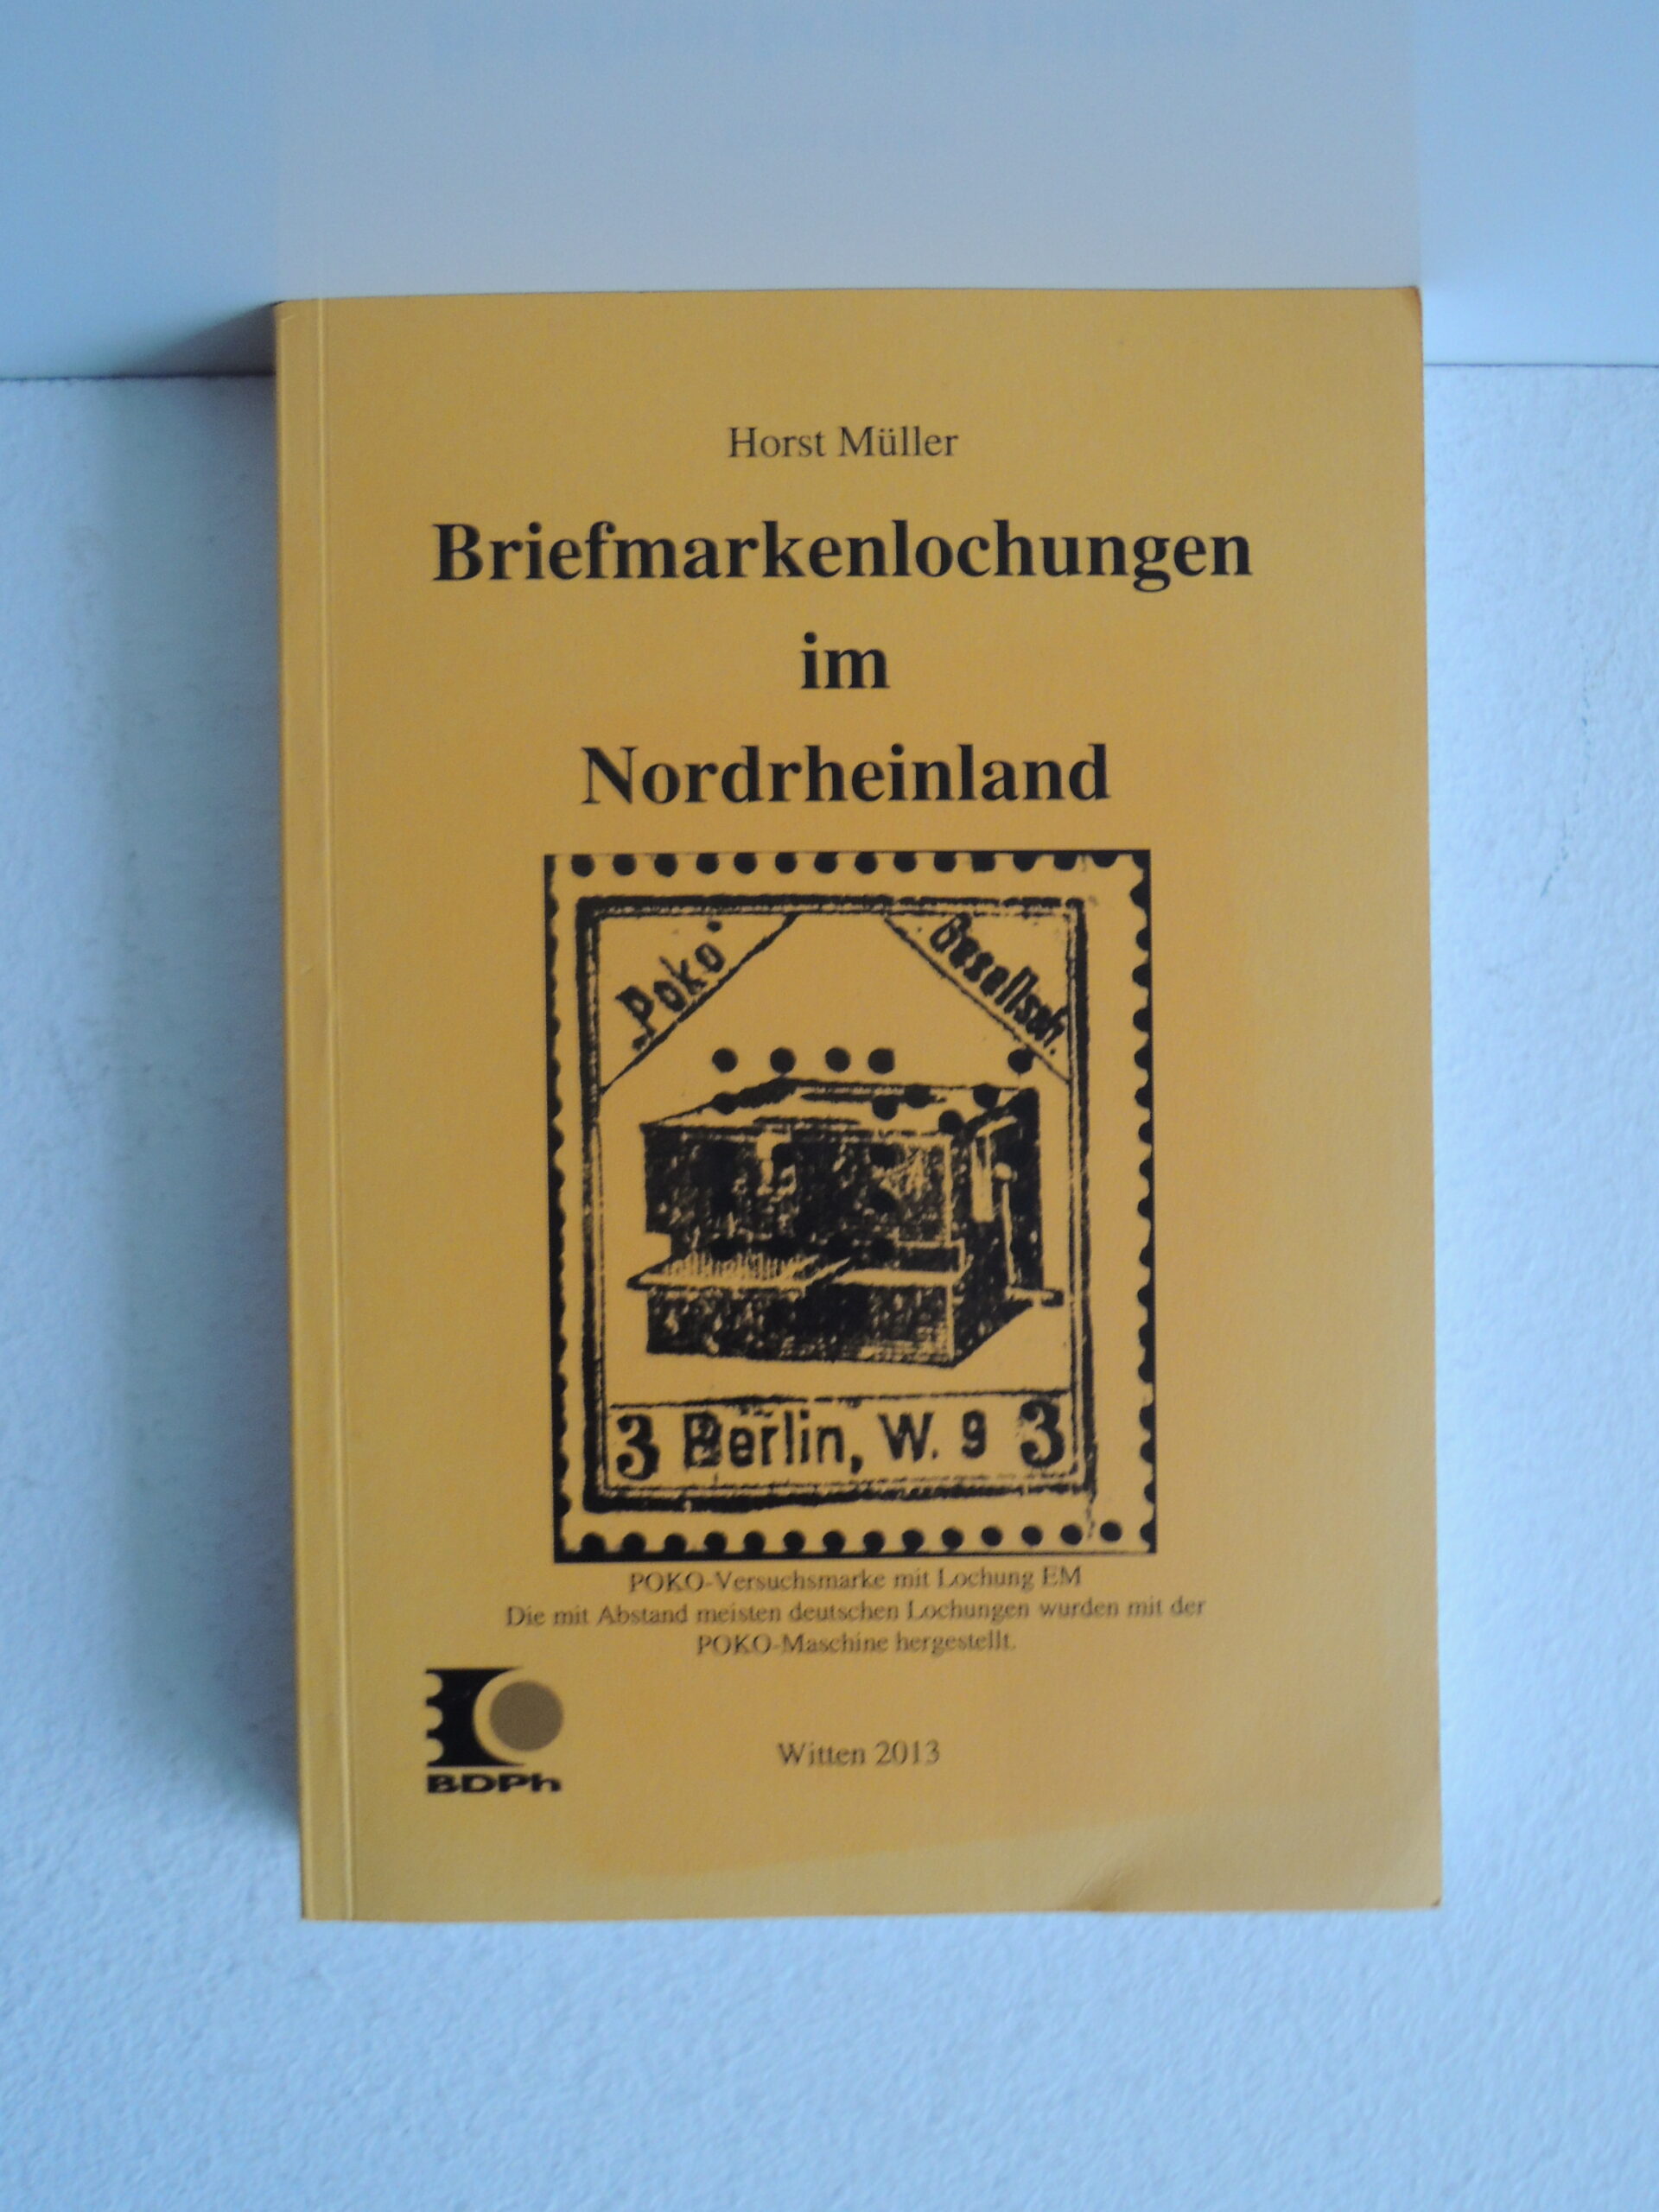 Horst Müller
Briefmarkenlochungen
im
Nordrheinland
„Poko“ Gesellsch.
3 Berlin, W. 9 3
POKO-Versuchsmarke mit Lochung EM
Die mit Abstand meisten deutschen Lochungen wurden mit der
POKO-Maschine hergestellt.
BDPh
Witten 2013